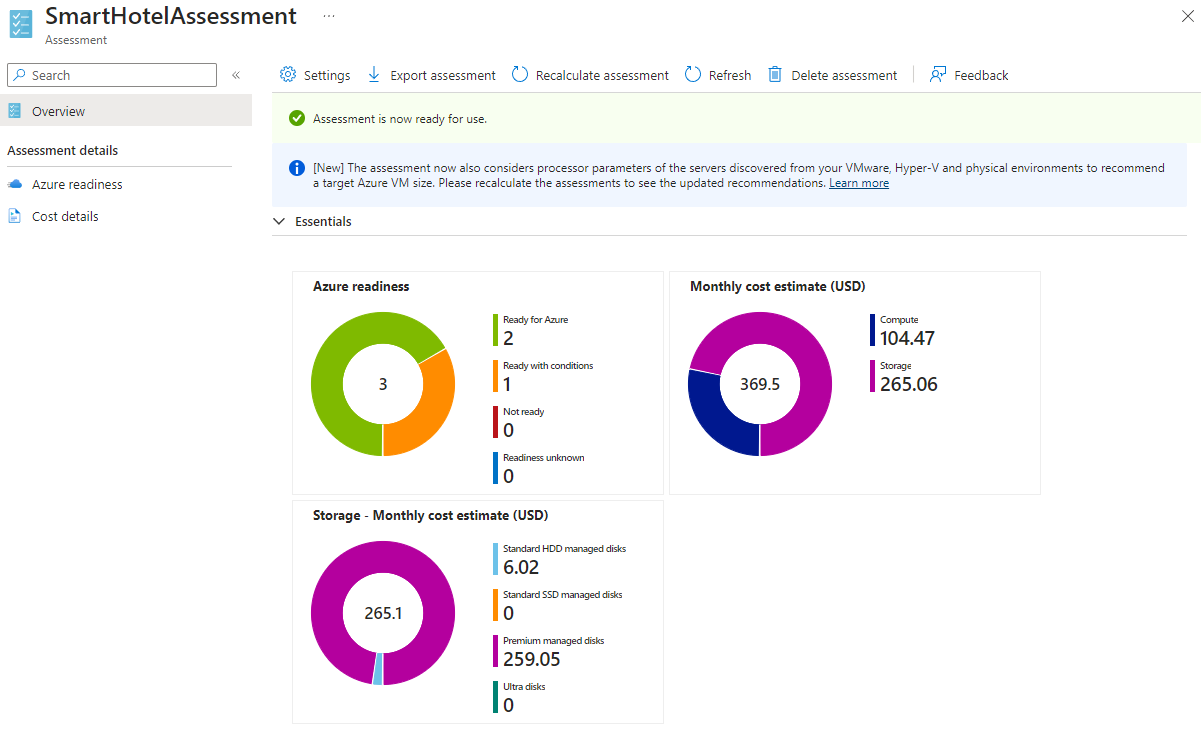 SmartHotelAssessment ...
Assessment
Search «
Settings Export assessment Recalculate assessment Refresh Delete assessment Feedback
Overview
Assessment details
Azure readiness
Cost details
Assessment is now ready for use.
[New] The assessment now also considers processor parameters of the servers discovered from your VMware, Hyper-V and physical environments to recommend
a target Azure VM size. Please recalculate the assessments to see the updated recommendations. Learn more
Essentials
Azure readiness
3
Ready for Azure
2
Ready with conditions
1
Not ready
0
Readiness unknown
0
Monthly cost estimate (USD)
369.5
Compute
104.47
Storage
265.06
Storage - Monthly cost estimate (USD)
265.1
Standard HDD managed disks
6.02
Standard SSD managed disks
0
Premium managed disks
259.05
Ultra disks
0